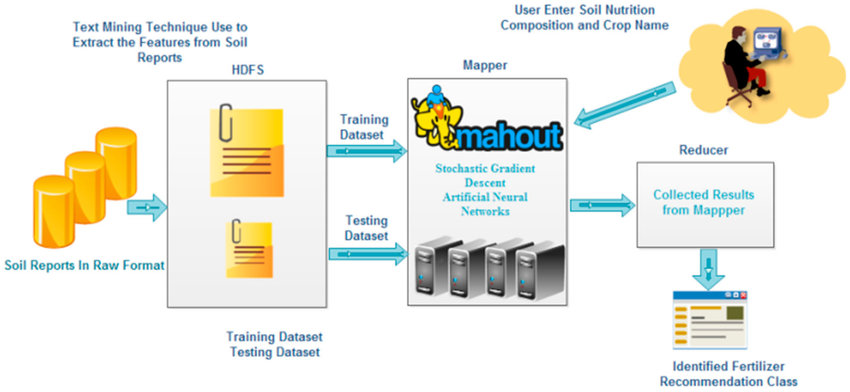 Text Mining Technique Use to
Extract the Features from Soil
Reports
User Enter Soil Nutrition
Composition and Crop Name
HDFS
Mapper
Training
Dataset
mahout
Reducer
Stochastic Gradient
Descent
Artificial Neural
Networks
Collected Results
from Mappper
Testing
Dataset
Soil Reports In Raw Format
Training Dataset
Testing Dataset
Identified Fertilizer
Recommendation Class